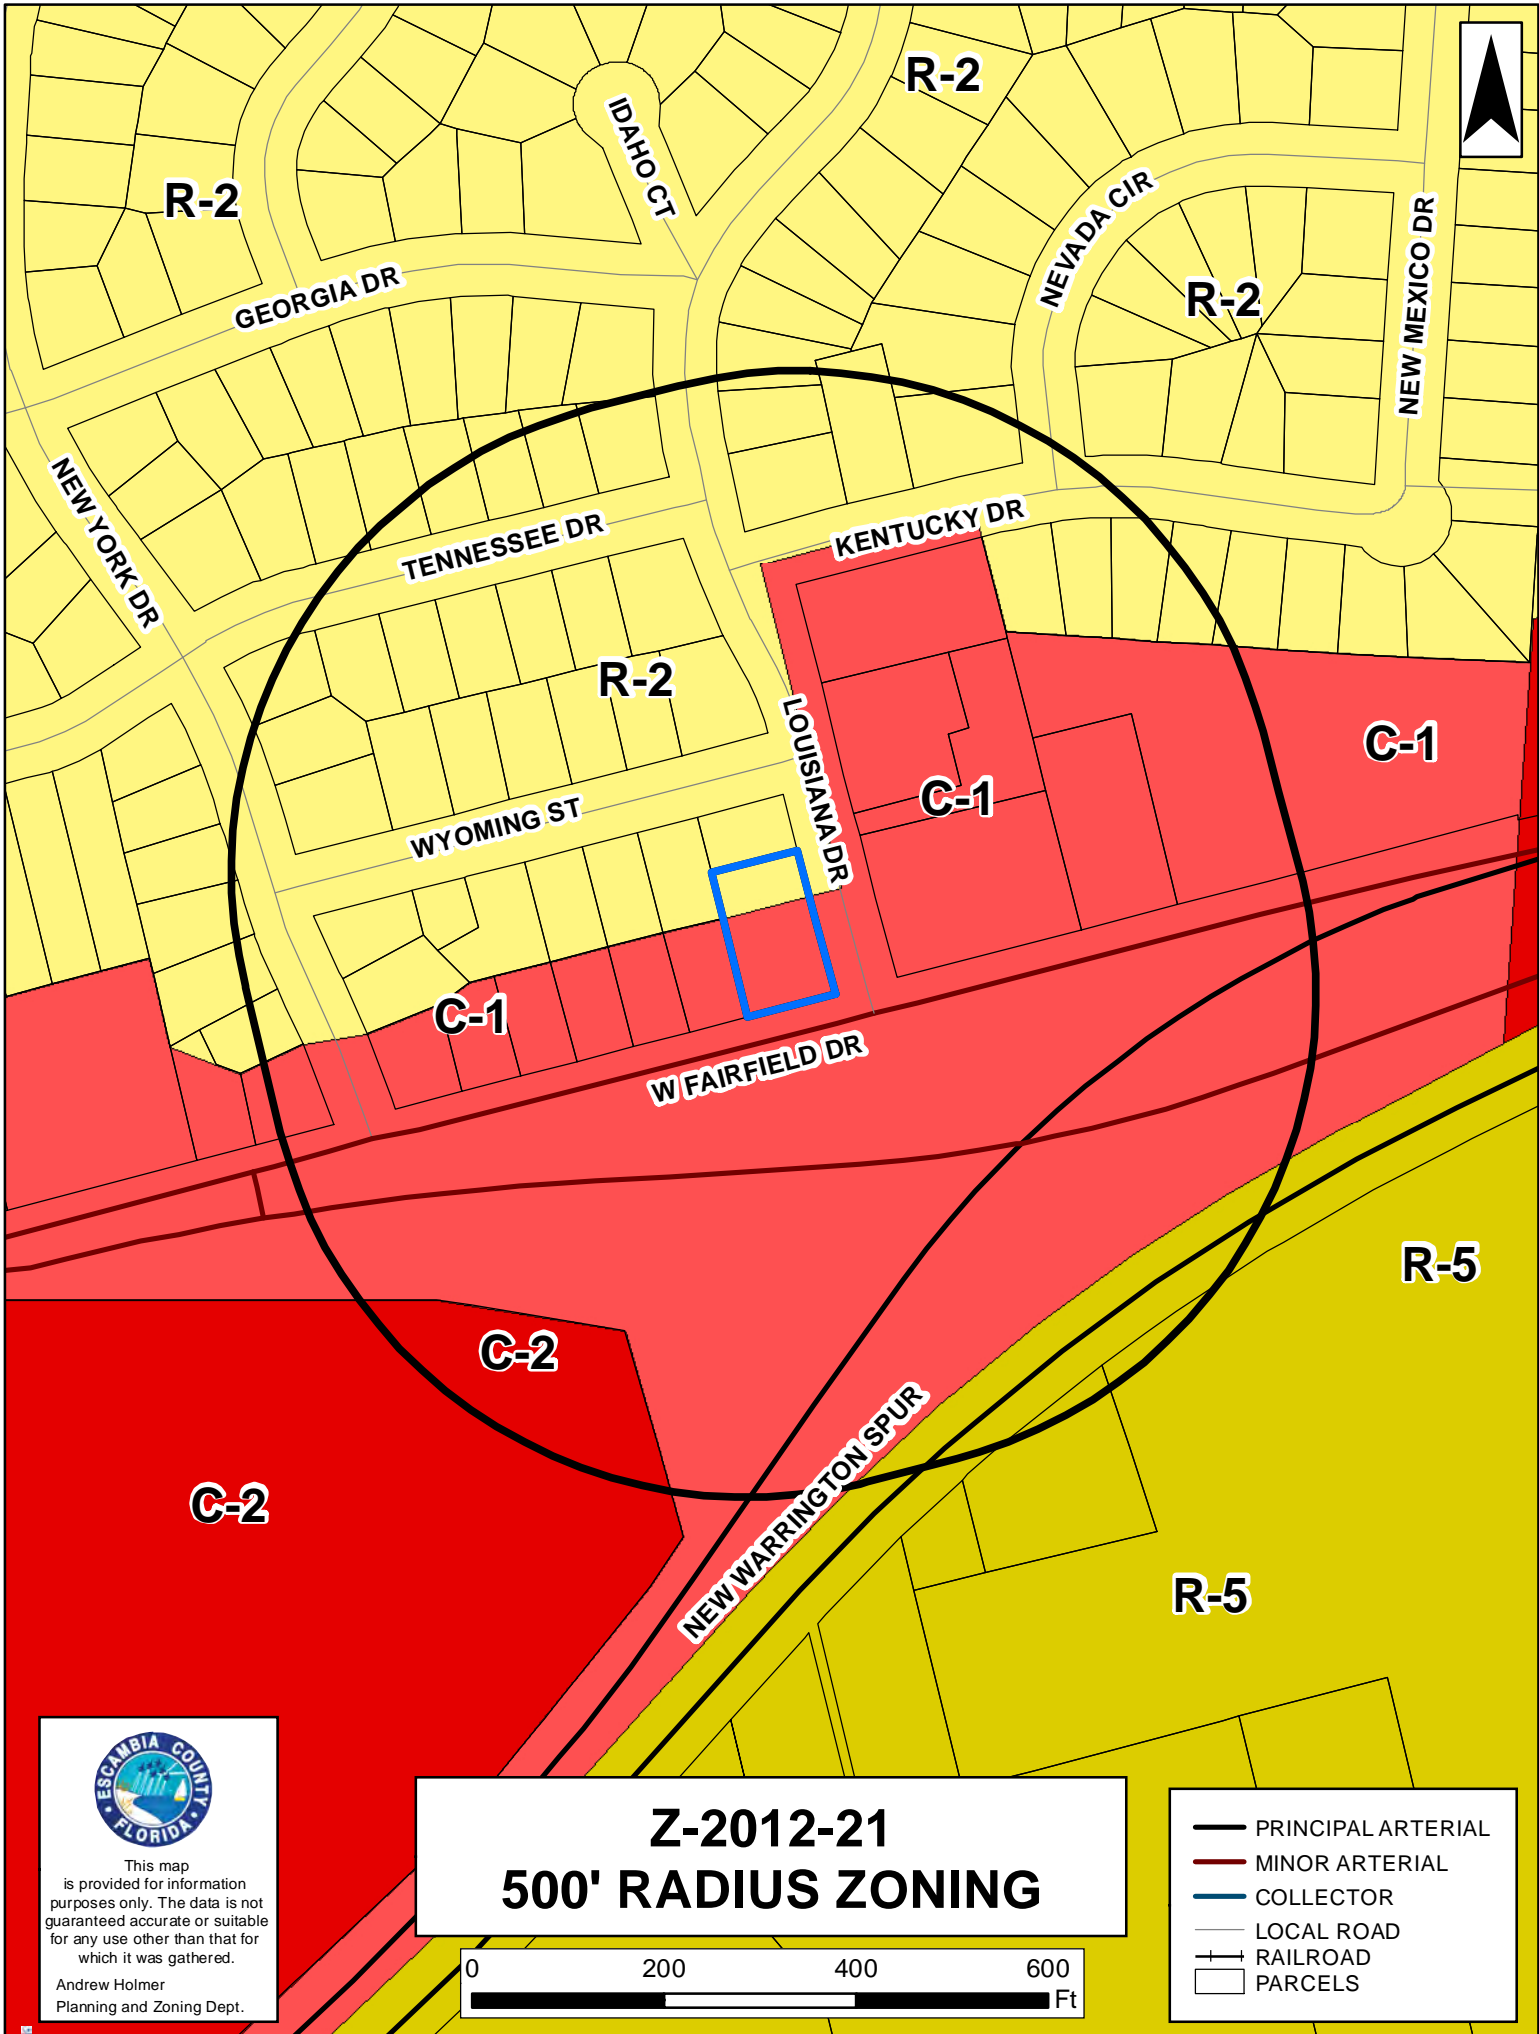 R-2
IDAHO CT
R-2
NEVADA CIR
NEW MEXICO DR
R-2
GEORGIA DR
NEW YORK DR
TENNESSEE DR
KENTUCKY DR
R-2
LOUISIANA DR
C-1
C-1
WYOMING ST
C-1
W FAIRFIELD DR
R-5
C-2
C-2
NEW WARRINGTON SPUR
R-5
ESCAMBIA COUNTY
FLORIDA
This map
is provided for information
purposes only. The data is not
guaranteed accurate or suitable
for any use other than that for
which it was gathered.
Andrew Holmer
Planning and Zoning Dept.
Z-2012-21
500' RADIUS ZONING
0 200 400 600
Ft
PRINCIPAL ARTERIAL
MINOR ARTERIAL
COLLECTOR
LOCAL ROAD
RAILROAD
PARCELS